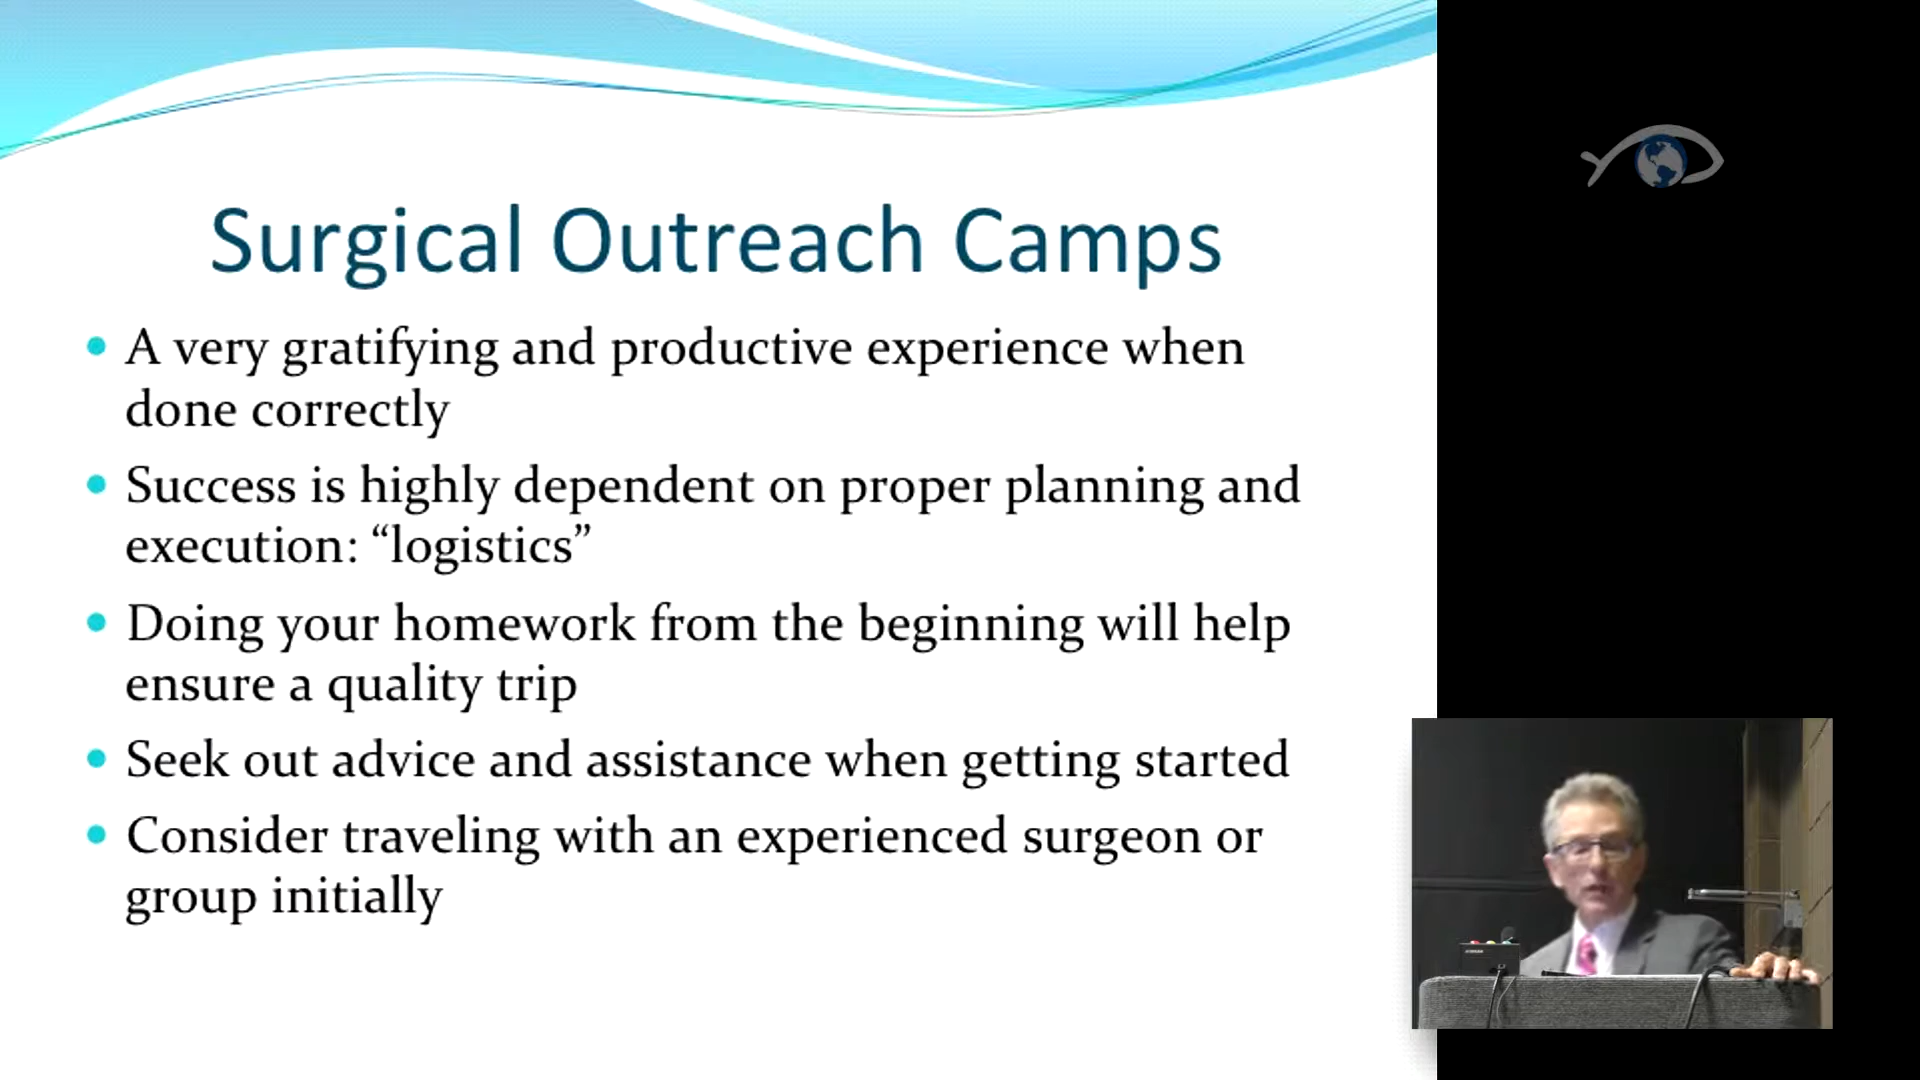 Surgical Outreach Camps
• A very gratifying and productive experience when
done correctly
• Success is highly dependent on proper planning and
execution: “logistics”
• Doing your homework from the beginning will help
ensure a quality trip
• Seek out advice and assistance when getting started
• Consider traveling with an experienced surgeon or
group initially